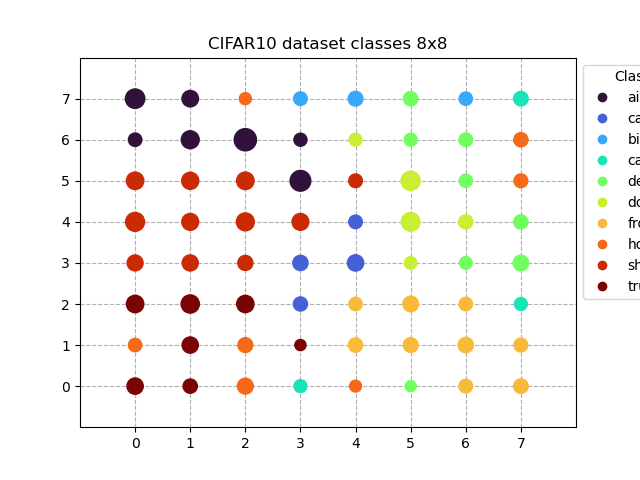 CIFAR10 dataset classes 8x8
Clas
7
ai
ca
bi
6
ca
de
5
do
fro
4
ho
sh
3
tru
2
1
0
0 1 2 3 4 5 6 7